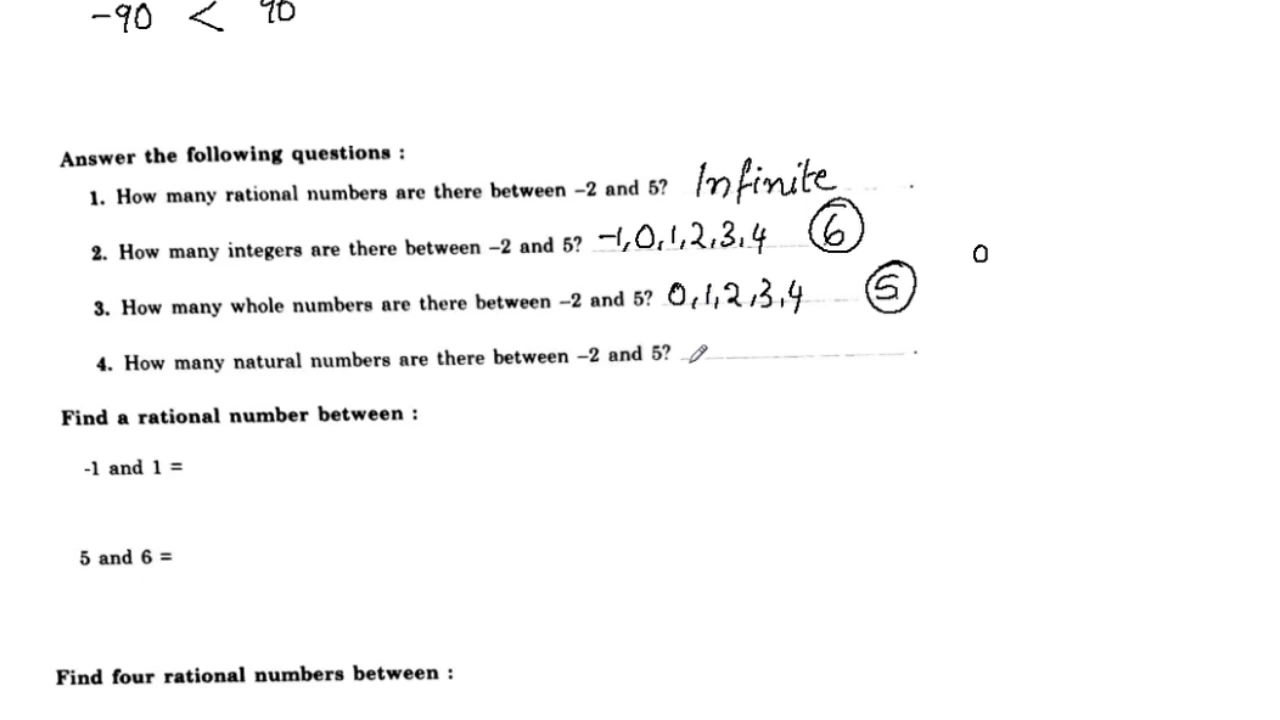 -90 < 90
Answer the following questions :
1. How many rational numbers are there between -2 and 5? Infinite
2. How many integers are there between -2 and 5? -1,0,1,2,3,4 6
0
3. How many whole numbers are there between -2 and 5? 0,1,2,3,4 5
4. How many natural numbers are there between -2 and 5?
Find a rational number between :
-1 and 1 =
5 and 6 =
Find four rational numbers between :